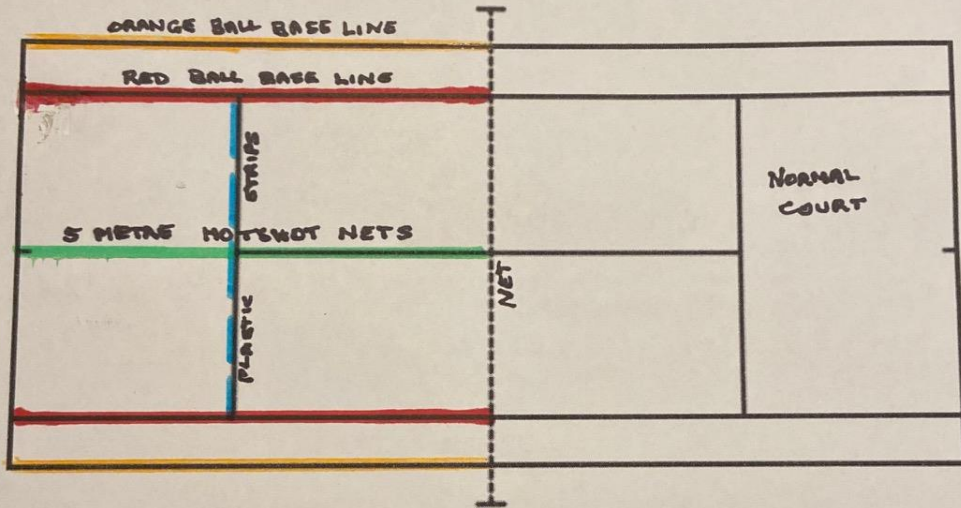 ORANGE BALL BASE LINE
RED BALL BASE LINE
STRIPS
NORMAL
COURT
5 METRE HOTSHOT NETS
NET
PLASTIC